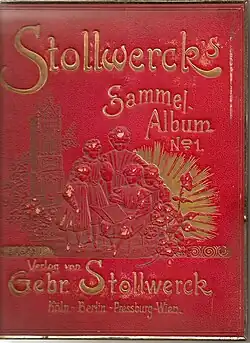 Stollwerck's
Sammel-
Album
No 1.
Verlag von
Gebr. Stollwerck
Köln - Berlin - Pressburg - Wien.